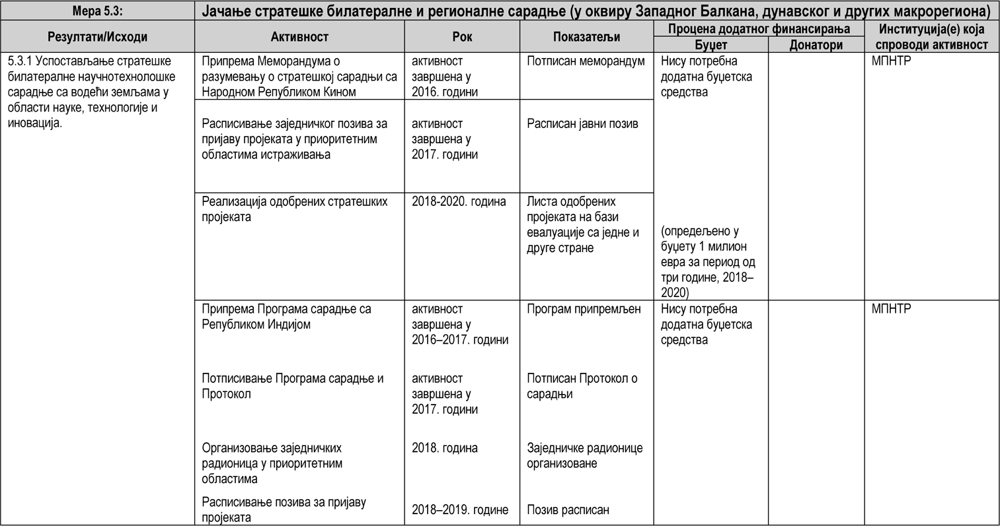 Мера 5.3:
Јачање стратешке билатералне и регионалне сарадње (у оквиру Западног Балкана, дунавског и других макрорегиона)
Резултати/Исходи
Активност
Рок
Показатељи
Процена додатног финансирања
Буџет
Донатори
Институција(е) која
спроводи активност
5.3.1 Успостављање стратешке
билатералне научнотехнолошке
сарадње са водећи земљама у
области науке, технологије и
иновација.
Припрема Меморандума о
разумевању о стратешкој сарадњи са
Народном Републиком Кином
активност
завршена у
2016. години
Потписан меморандум
Нису потребна
додатна буџетска
средства
МПНТР
Расписивање заједничког позива за
пријаву пројеката у приоритетним
областима истраживања
активност
завршена у
2017. години
Расписан јавни позив
Реализација одобрених стратешких
пројеката
2018-2020. година
Листа одобрених
пројеката на бази
евалуације са једне и
друге стране
(опредељено у
буџету 1 милион
евра за период од
три године, 2018–
2020)
Припрема Програма сарадње са
Републиком Индијом
активност
завршена у
2016–2017. години
Програм припремљен
Нису потребна
додатна буџетска
средства
МПНТР
Потписивање Програма сарадње и
Протокол
активност
завршена у
2017. години
Потписан Протокол о
сарадњи
Организовање заједничких
радионица у приоритетним
областима
2018. година
Заједничке радионице
организоване
Расписивање позива за пријаву
пројеката
2018–2019. године
Позив расписан